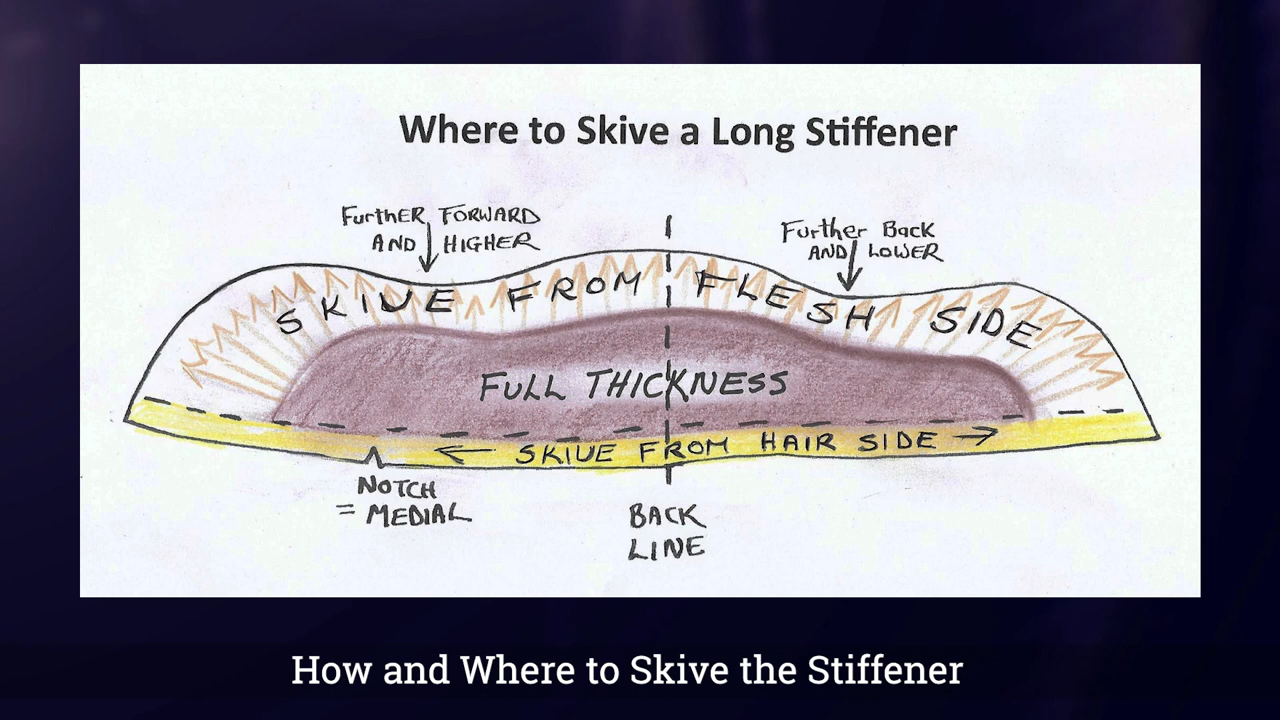 Where to Skive a Long Stiffener
Further FORWARD
AND HIGHER
Further Back
AND LOWER
SKIVE FROM FLESH SIDE
FULL THICKNESS
SKIVE FROM HAIR SIDE
NOTCH
= MEDIAL
BACK
LINE
How and Where to Skive the Stiffener